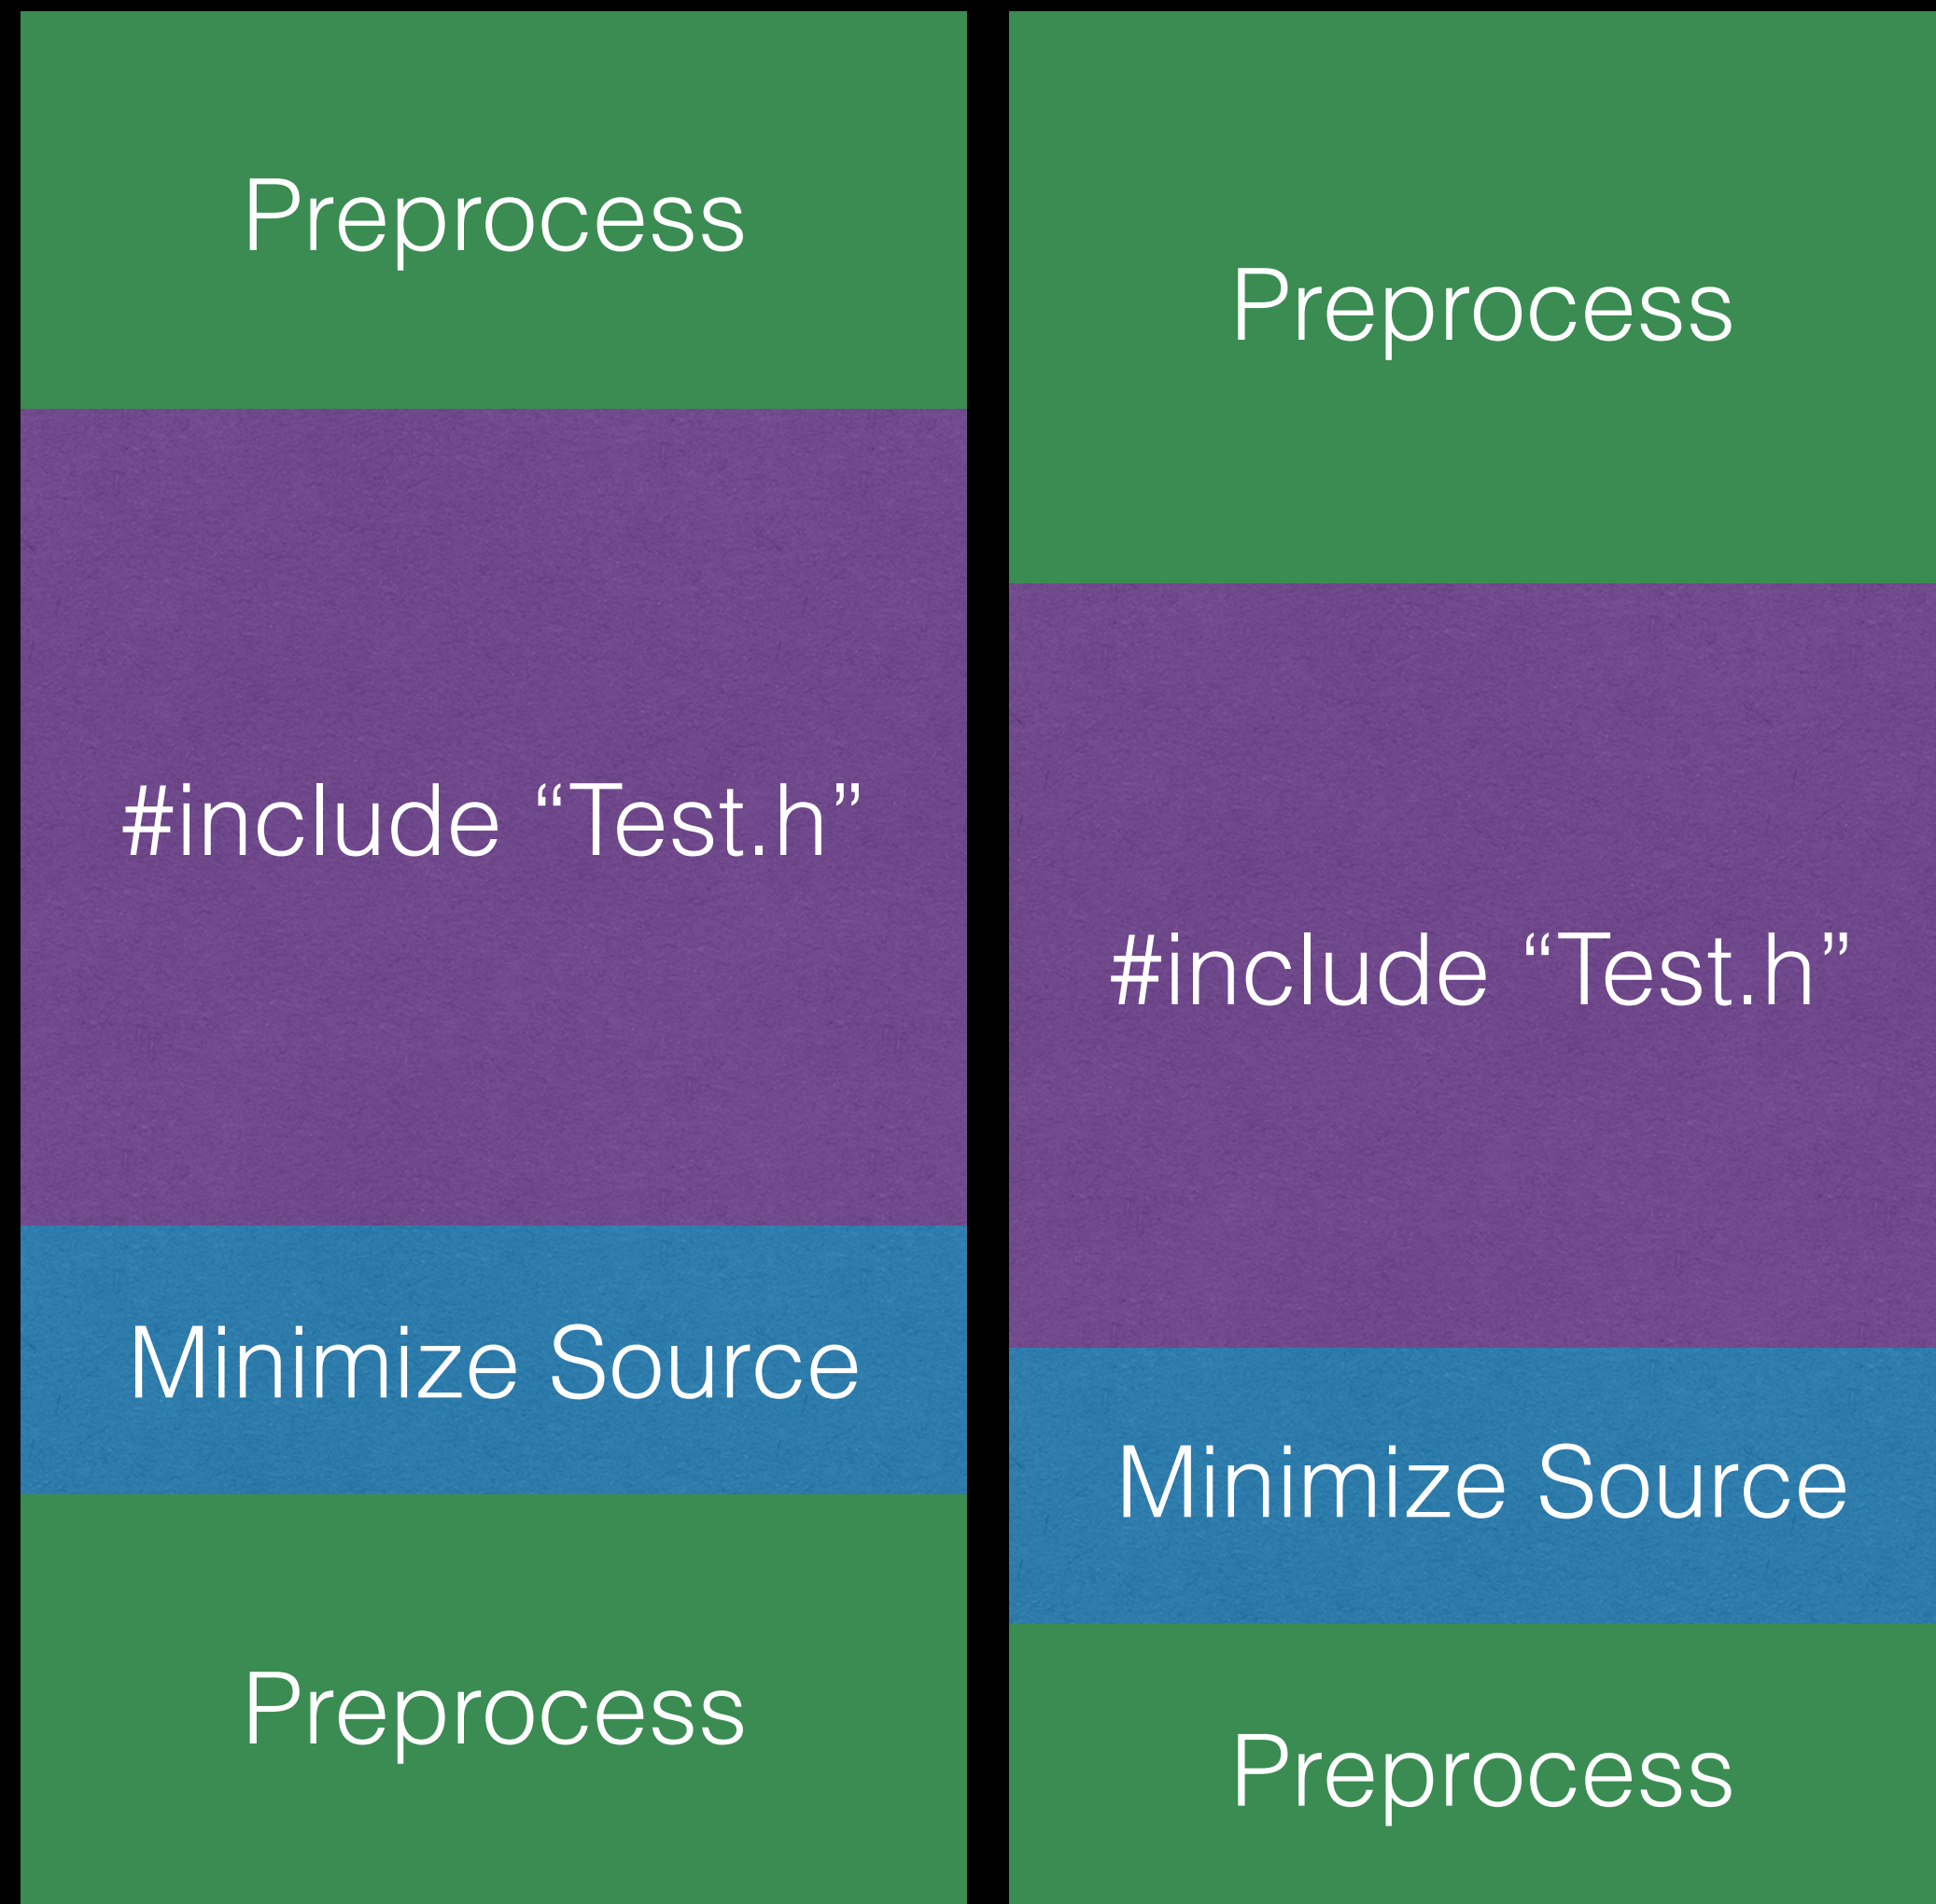 Preprocess
#include “Test.h”
Minimize Source
Preprocess
Preprocess
#include “Test.h”
Minimize Source
Preprocess